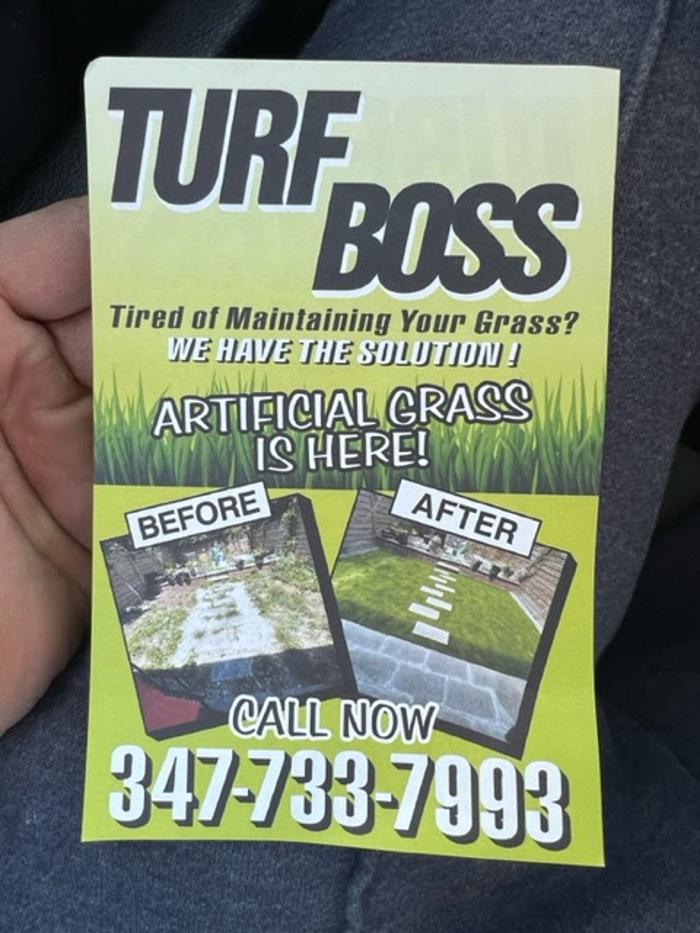 TURF
BOSS
Tired of Maintaining Your Grass?
WE HAVE THE SOLUTION !
ARTIFICIAL GRASS
IS HERE!
BEFORE
AFTER
CALL NOW
347-733-7993